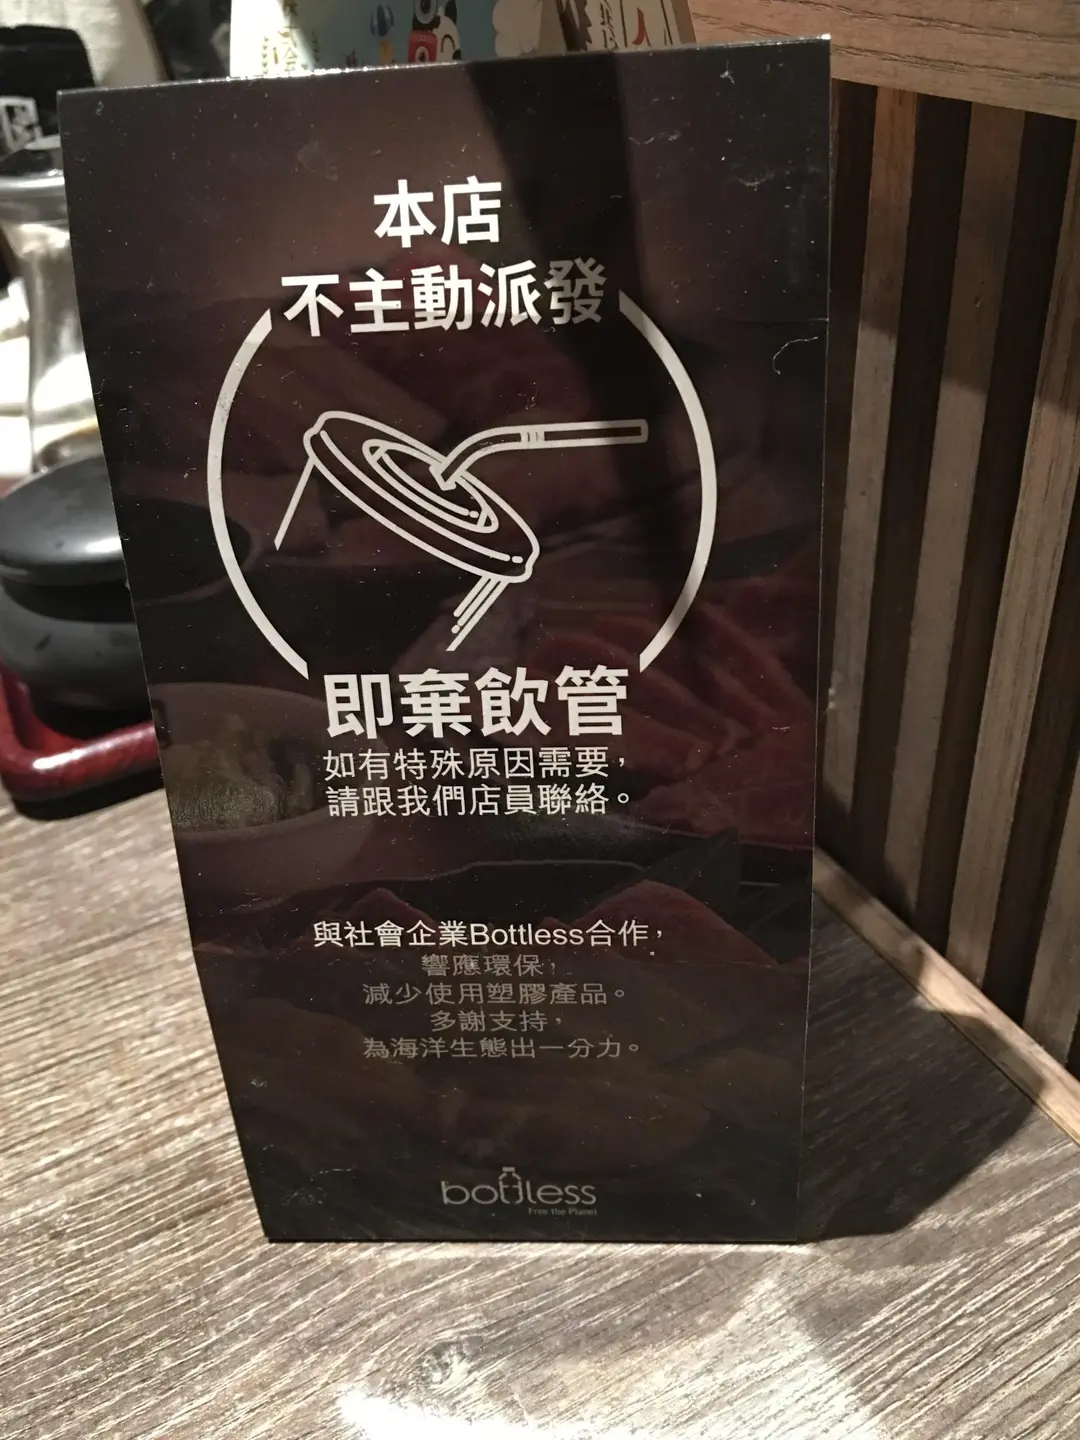 本店
不主動派發
即棄飲管
如有特殊原因需要，
請跟我們店員聯絡。
與社會企業Bottless合作，
響應環保，
減少使用塑膠產品。
多謝支持，
為海洋生態出一分力。
bottless
Free the Planet